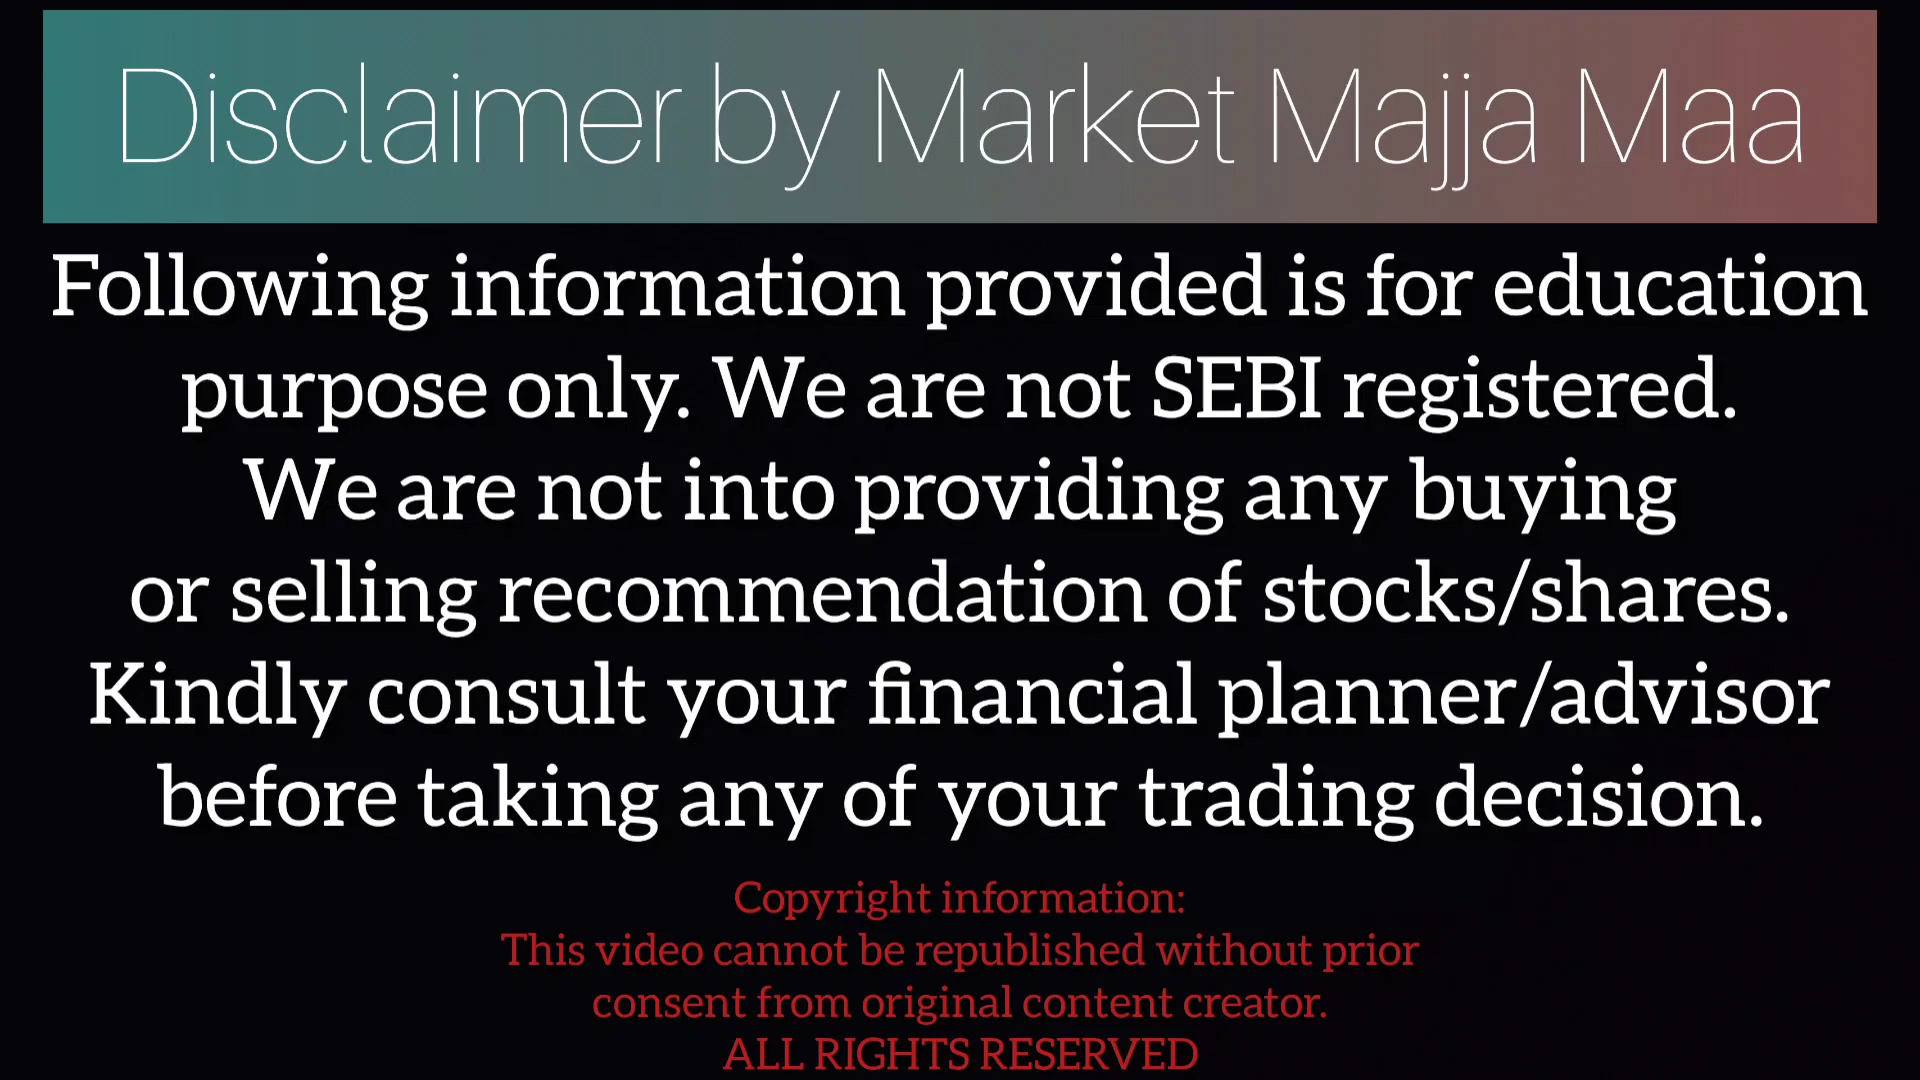 Disclaimer by Market Majja Maa
Following information provided is for education
purpose only. We are not SEBI registered.
We are not into providing any buying
or selling recommendation of stocks/shares.
Kindly consult your financial planner/advisor
before taking any of your trading decision.
Copyright information:
This video cannot be republished without prior
consent from original content creator.
ALL RIGHTS RESERVED